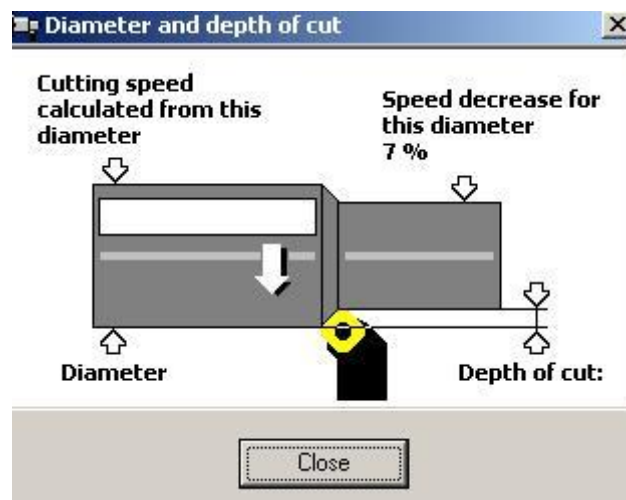 Diameter and depth of cut
Cutting speed
calculated from this
diameter
Speed decrease for
this diameter
7 %
Diameter
Depth of cut:
Close